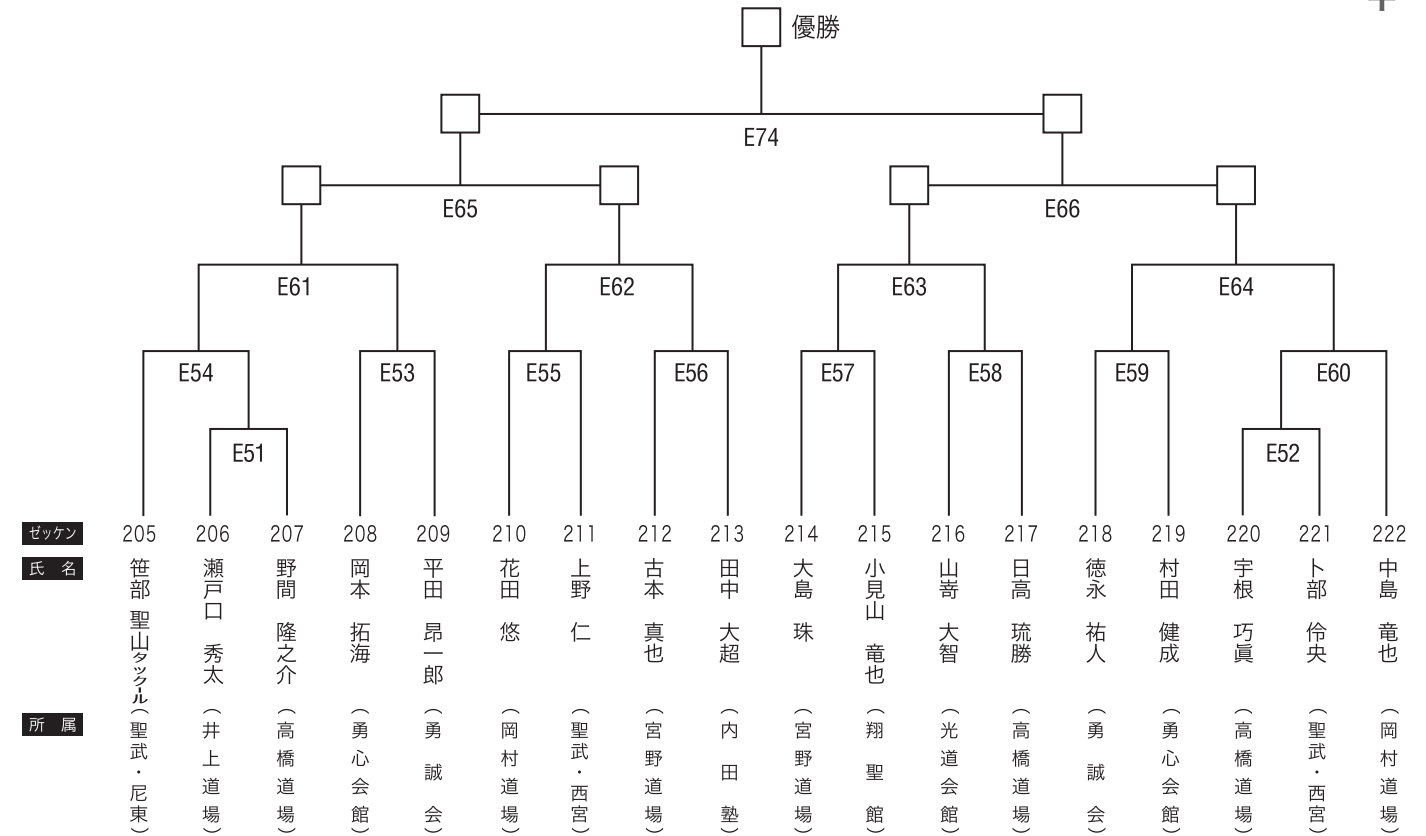 優勝
E74
E65
E66
E61
E62
E63
E64
E54
E53
E55
E56
E57
E58
E59
E60
E51
E52
ゼッケン 205 206 207 208 209 210 211 212 213 214 215 216 217 218 219 220 221 222
氏 名
笹部 聖山タックール
瀬戸口 秀太
野間 隆之介
岡本 拓海
平田 昂一郎
花田 悠
上野 仁
古本 真也
田中 大超
大島 珠
小見山 竜也
山嵜 大智
日高 琉勝
徳永 祐人
村田 健成
宇根 巧眞
卜部 伶央
中島 竜也
所 属
(聖武・尼東)
(井上道場)
(高橋道場)
(勇心会館)
(勇誠会)
(岡村道場)
(聖武・西宮)
(宮野道場)
(内田塾)
(宮野道場)
(翔聖館)
(光道会館)
(高橋道場)
(勇誠会)
(勇心会館)
(高橋道場)
(聖武・西宮)
(岡村道場)